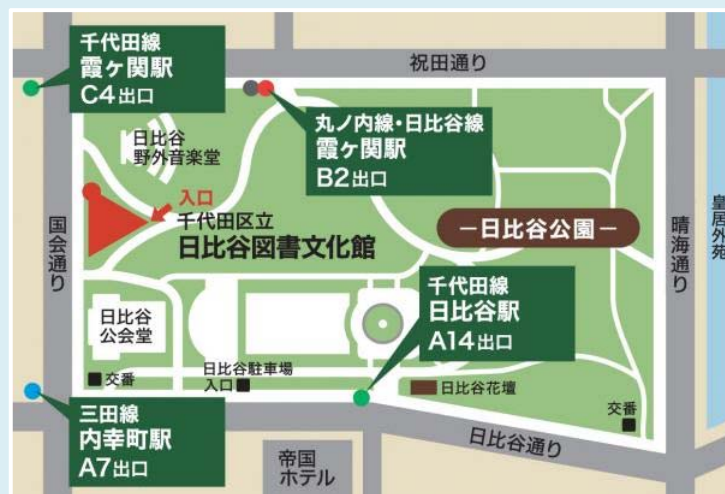 千代田線
霞ヶ関駅
C4出口
祝田通り
丸ノ内線・日比谷線
霞ヶ関駅
B2出口
日比谷
野外音楽堂
入口
千代田区立
日比谷図書文化館
国会通り
－日比谷公園－
晴海通り
皇居外苑
千代田線
日比谷駅
A14出口
日比谷
公会堂
日比谷駐車場
入口
交番
日比谷花壇
交番
三田線
内幸町駅
A7出口
帝国
ホテル
日比谷通り